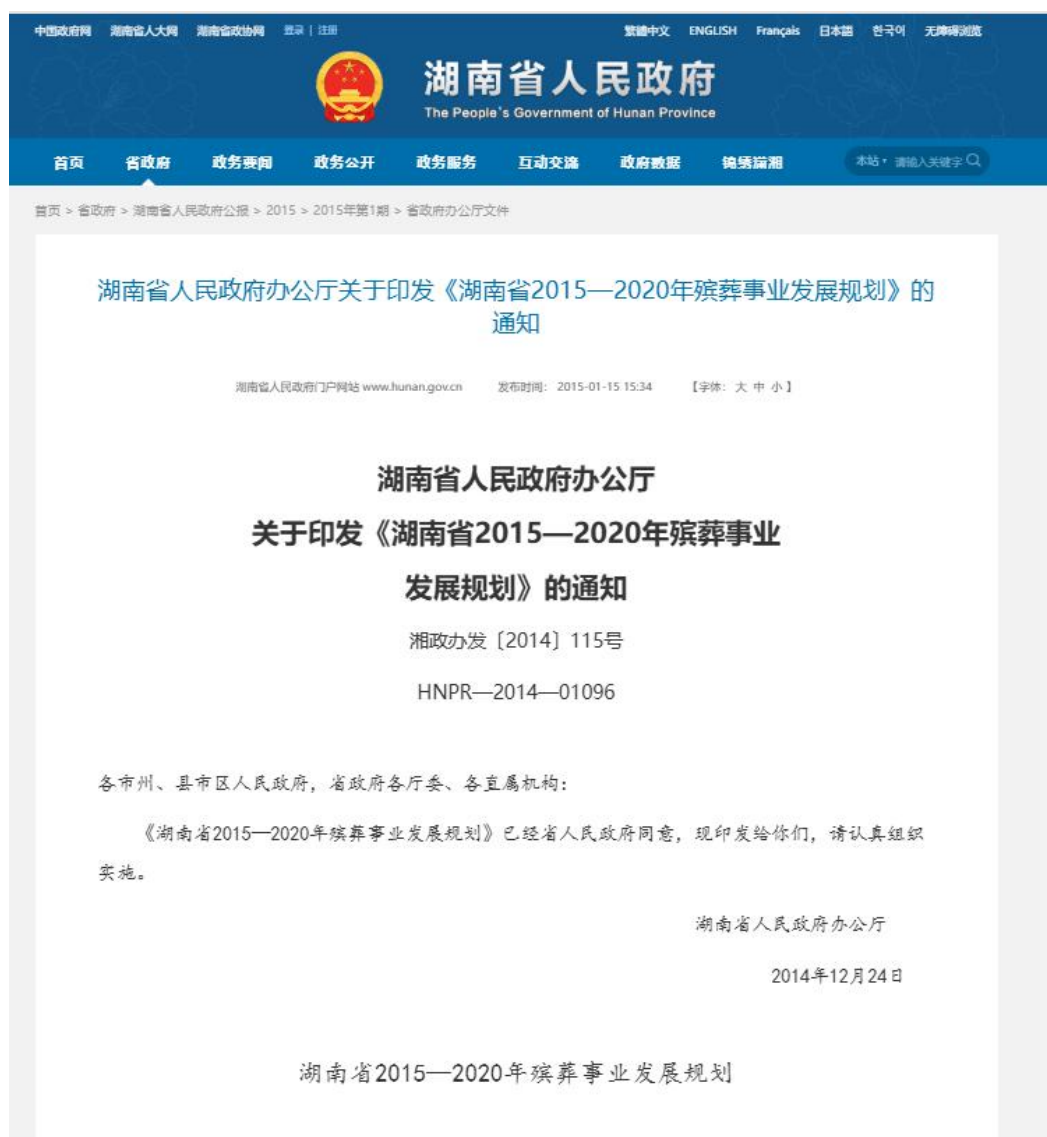 中国政府网 湖南省人大网 湖南省政协网 登录 | 注册 繁體中文 ENGLISH Français 日本語 한국어 无障碍浏览
湖南省人民政府
The People's Government of Hunan Province
首页 省政府 政务要闻 政务公开 政务服务 互动交流 政府数据 锦绣潇湘 本站 请输入关键字
首页 > 省政府 > 湖南省人民政府公报 > 2015 > 2015年第1期 > 省政府办公厅文件
湖南省人民政府办公厅关于印发《湖南省2015—2020年殡葬事业发展规划》的
通知
湖南省人民政府门户网站 www.hunan.gov.cn 发布时间: 2015-01-15 15:34 【字体: 大 中 小】
湖南省人民政府办公厅
关于印发《湖南省2015—2020年殡葬事业
发展规划》的通知
湘政办发〔2014〕115号
HNPR—2014—01096
各市州、县市区人民政府，省政府各厅委、各直属机构：
《湖南省2015—2020年殡葬事业发展规划》已经省人民政府同意，现印发给你们，请认真组织
实施。
湖南省人民政府办公厅
2014年12月24日
湖南省2015—2020年殡葬事业发展规划